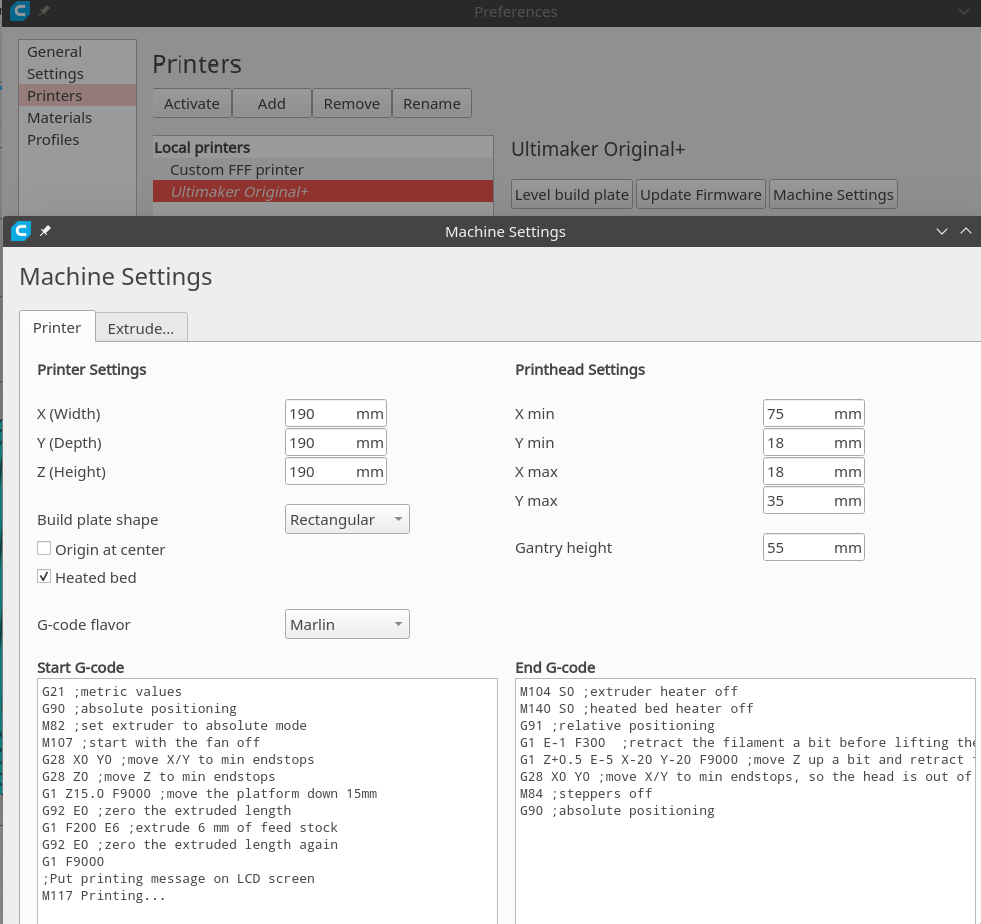 Preferences
General
Settings
Printers
Materials
Profiles
Printers
Activate Add Remove Rename
Local printers
Custom FFF printer
Ultimaker Original+
Ultimaker Original+
Level build plate Update Firmware Machine Settings
Machine Settings
Machine Settings
Printer Extrude...
Printer Settings
X (Width) 190 mm
Y (Depth) 190 mm
Z (Height) 190 mm
Build plate shape Rectangular
Origin at center
Heated bed
G-code flavor Marlin
Printhead Settings
X min 75 mm
Y min 18 mm
X max 18 mm
Y max 35 mm
Gantry height 55 mm
Start G-code
G21 ;metric values
G90 ;absolute positioning
M82 ;set extruder to absolute mode
M107 ;start with the fan off
G28 X0 Y0 ;move X/Y to min endstops
G28 Z0 ;move Z to min endstops
G1 Z15.0 F9000 ;move the platform down 15mm
G92 E0 ;zero the extruded length
G1 F200 E6 ;extrude 6 mm of feed stock
G92 E0 ;zero the extruded length again
G1 F9000
;Put printing message on LCD screen
M117 Printing...
End G-code
M104 S0 ;extruder heater off
M140 S0 ;heated bed heater off
G91 ;relative positioning
G1 E-1 F300  ;retract the filament a bit before lifting the
G1 Z+0.5 E-5 X-20 Y-20 F9000 ;move Z up a bit and retract
G28 X0 Y0 ;move X/Y to min endstops, so the head is out of
M84 ;steppers off
G90 ;absolute positioning